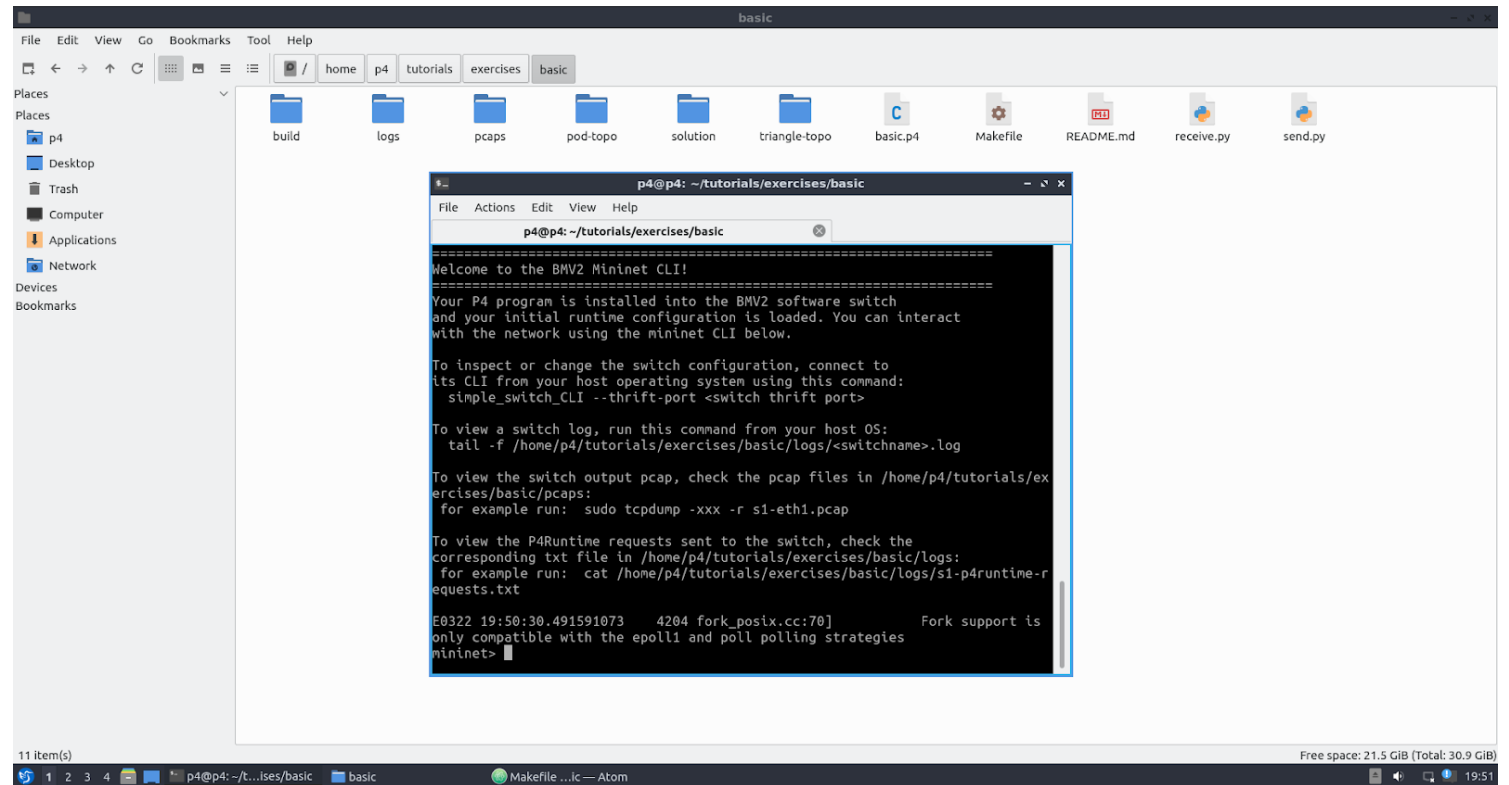 basic
File Edit View Go Bookmarks Tool Help
/ home p4 tutorials exercises basic
Places
Places
p4
Desktop
Trash
Computer
Applications
Network
Devices
Bookmarks
build logs pcaps pod-topo solution triangle-topo basic.p4 Makefile README.md receive.py send.py
p4@p4: ~/tutorials/exercises/basic
File Actions Edit View Help
p4@p4: ~/tutorials/exercises/basic
======================================================================
Welcome to the BMV2 Mininet CLI!
======================================================================
Your P4 program is installed into the BMV2 software switch
and your initial runtime configuration is loaded. You can interact
with the network using the mininet CLI below.
To inspect or change the switch configuration, connect to
its CLI from your host operating system using this command:
simple_switch_CLI --thrift-port <switch thrift port>
To view a switch log, run this command from your host OS:
tail -f /home/p4/tutorials/exercises/basic/logs/<switchname>.log
To view the switch output pcap, check the pcap files in /home/p4/tutorials/ex
ercises/basic/pcaps:
for example run:  sudo tcpdump -xxx -r s1-eth1.pcap
To view the P4Runtime requests sent to the switch, check the
corresponding txt file in /home/p4/tutorials/exercises/basic/logs:
for example run:  cat /home/p4/tutorials/exercises/basic/logs/s1-p4runtime-r
equests.txt
E0322 19:50:30.491591073    4204 fork_posix.cc:70]           Fork support is
only compatible with the epoll1 and poll polling strategies
mininet>
11 item(s)
Free space: 21.5 GiB (Total: 30.9 GiB)
1 2 3 4 p4@p4: ~/t...ises/basic basic Makefile ...ic — Atom 19:51